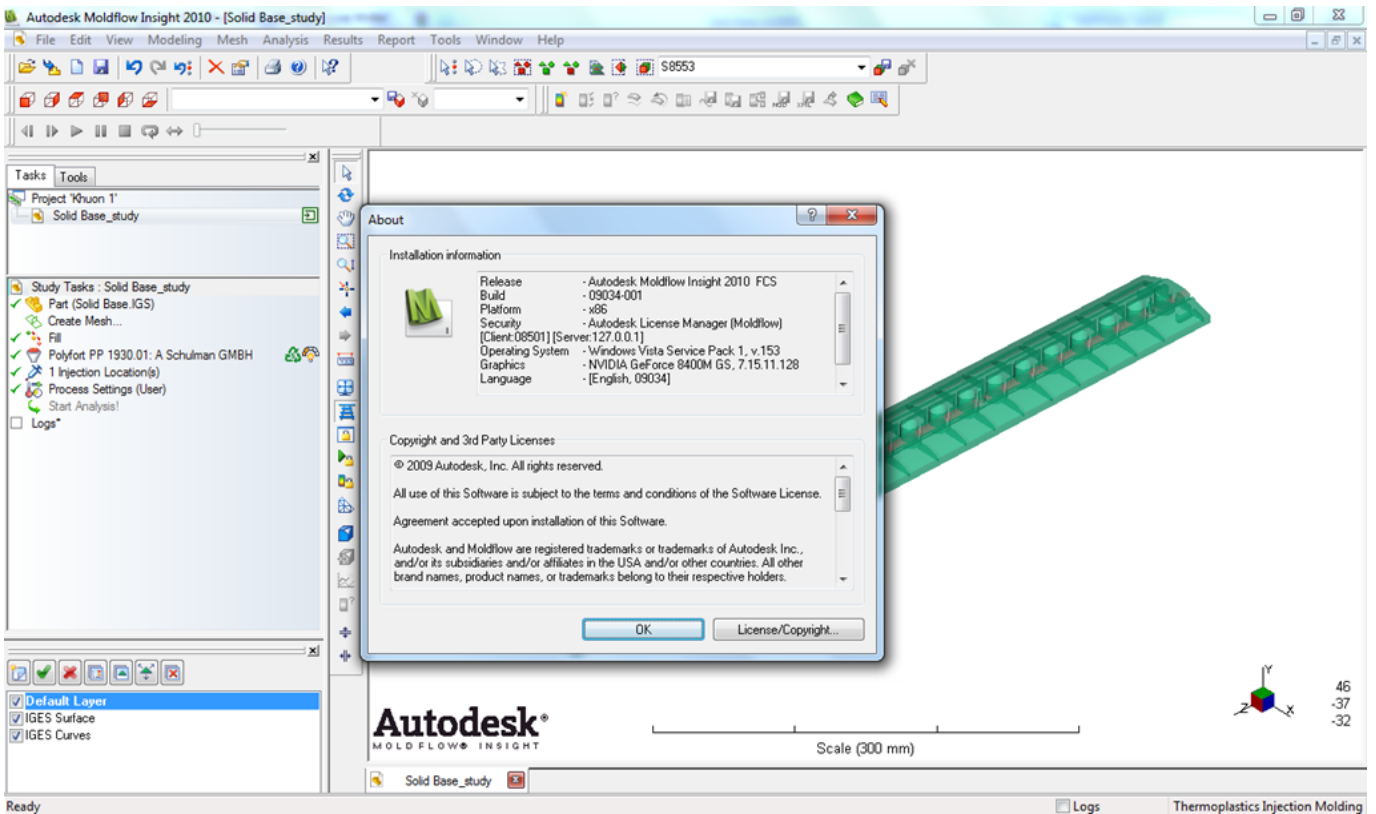 Autodesk Moldflow Insight 2010 - [Solid Base_study]
File Edit View Modeling Mesh Analysis Results Report Tools Window Help
S8553
Tasks Tools
Project 'Khuon 1'
Solid Base_study
Study Tasks : Solid Base_study
Part (Solid Base.IGS)
Create Mesh...
Fill
Polyfort PP 1930.01: A Schulman GMBH
1 Injection Location(s)
Process Settings (User)
Start Analysis!
Logs*
Default Layer
IGES Surface
IGES Curves
About
Installation information
Release - Autodesk Moldflow Insight 2010 FCS
Build - 09034-001
Platform - x86
Security - Autodesk License Manager (Moldflow)
[Client:08501] [Server:127.0.0.1]
Operating System - Windows Vista Service Pack 1, v.153
Graphics - NVIDIA GeForce 8400M GS, 7.15.11.128
Language - [English, 09034]
Copyright and 3rd Party Licenses
© 2009 Autodesk, Inc. All rights reserved.
All use of this Software is subject to the terms and conditions of the Software License.
Agreement accepted upon installation of this Software.
Autodesk and Moldflow are registered trademarks or trademarks of Autodesk Inc.,
and/or its subsidiaries and/or affiliates in the USA and/or other countries. All other
brand names, product names, or trademarks belong to their respective holders.
OK License/Copyright...
Autodesk®
MOLDFLOW® INSIGHT
Scale (300 mm)
Y
Z
X
46
-37
-32
Solid Base_study
Ready Logs Thermoplastics Injection Molding